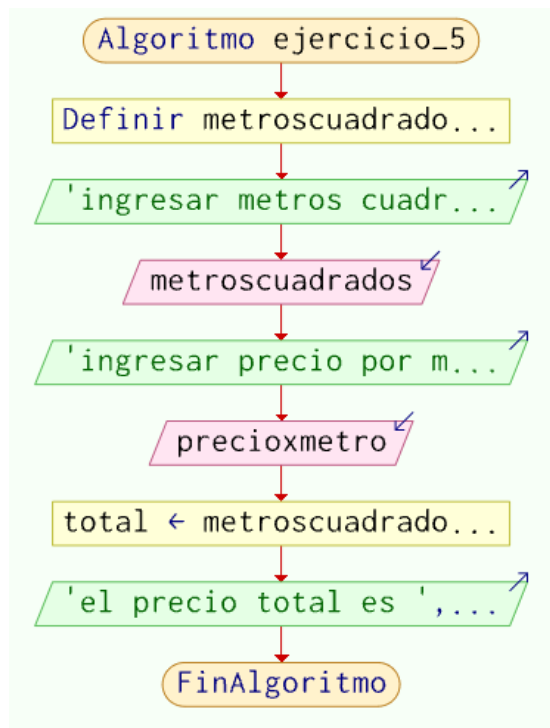 Algoritmo ejercicio_5
Definir metroscuadrado...
'ingresar metros cuadr...
metroscuadrados
'ingresar precio por m...
precioxmetro
total ← metroscuadrado...
'el precio total es ',...
FinAlgoritmo